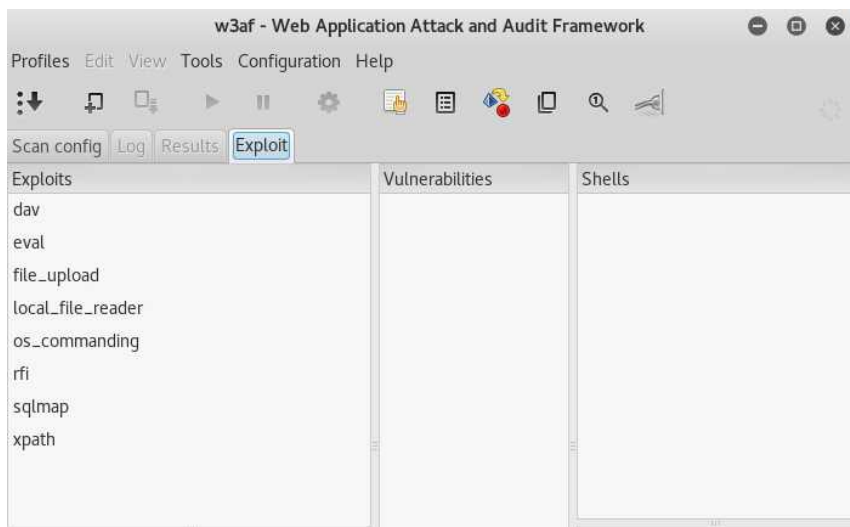 w3af - Web Application Attack and Audit Framework
Profiles Edit View Tools Configuration Help
Scan config Log Results Exploit
Exploits Vulnerabilities Shells
dav
eval
file_upload
local_file_reader
os_commanding
rfi
sqlmap
xpath